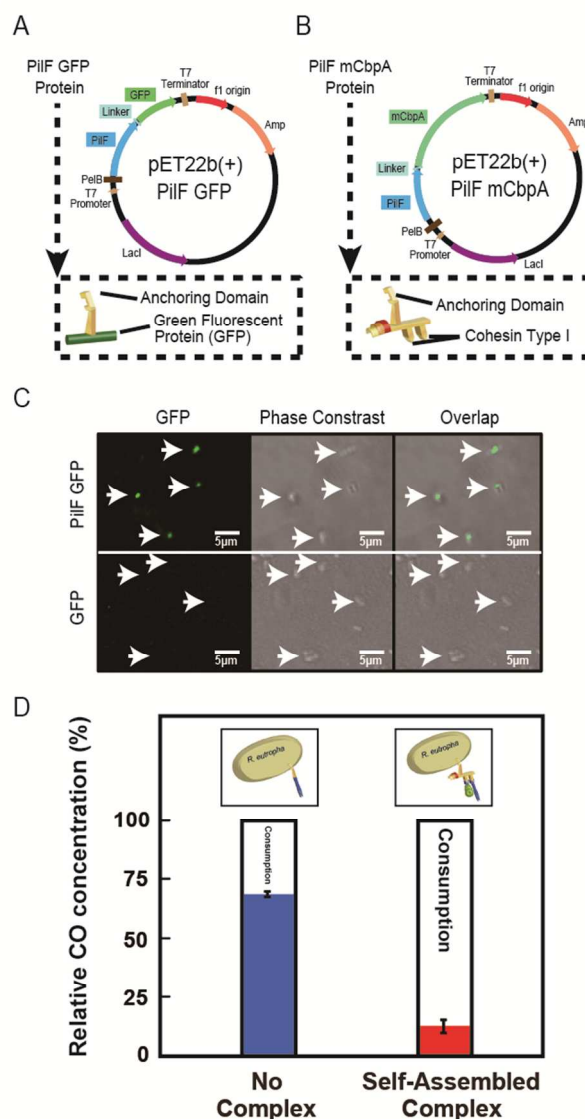 A
PilF GFP
Protein
T7
Terminator
f1 origin
GFP
Linker
Amp
PilF
pET22b(+)
PilF GFP
PelB
T7
Promoter
LacI
Anchoring Domain
Green Fluorescent
Protein (GFP)
B
PilF mCbpA
Protein
T7
Terminator
f1 origin
mCbpA
Amp
pET22b(+)
PilF mCbpA
Linker
PilF
PelB
T7
Promoter
LacI
Anchoring Domain
Cohesin Type I
C
GFP Phase Constrast Overlap
PilF GFP
5μm 5μm 5μm
GFP
5μm 5μm 5μm
D
Relative CO concentration (%)
R. eutropha R. eutropha
100
75
50
25
0
Consumption Consumption
No
Complex
Self-Assembled
Complex